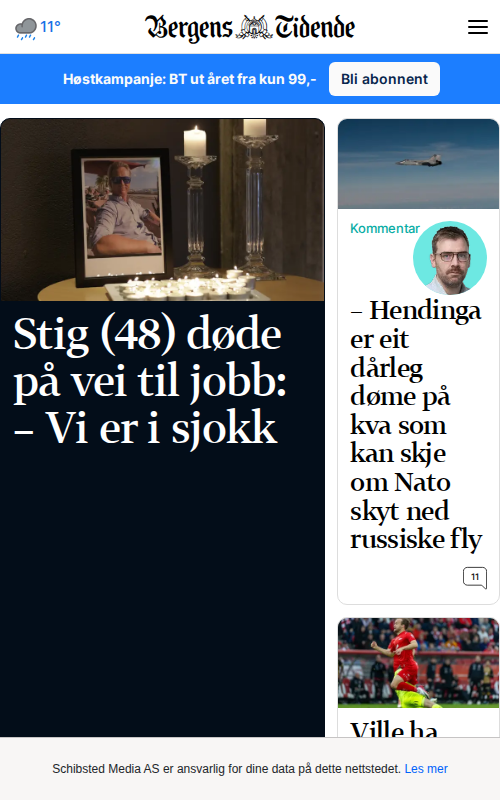 11°
Bergens Tidende
Høstkampanje: BT ut året fra kun 99,-
Bli abonnent
Stig (48) døde
på vei til jobb:
– Vi er i sjokk
Kommentar
– Hendinga
er eit
dårleg
døme på
kva som
kan skje
om Nato
skyt ned
russiske fly
11
Ville ha
Schibsted Media AS er ansvarlig for dine data på dette nettstedet. Les mer